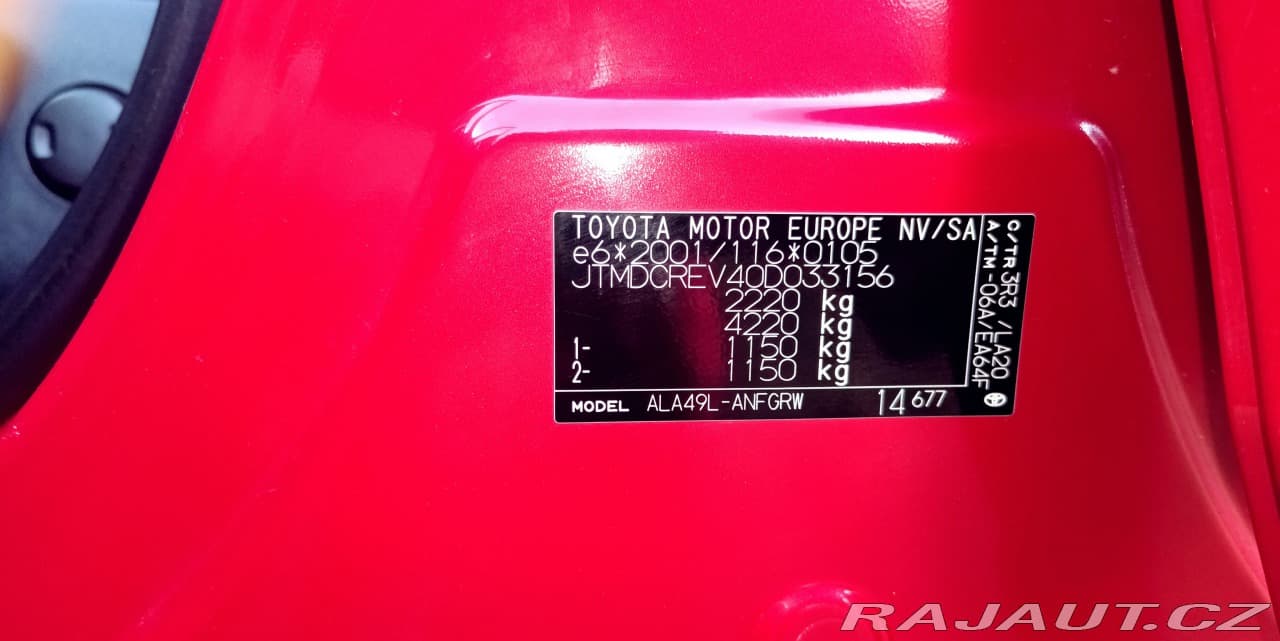 TOYOTA MOTOR EUROPE NV/SA
e6*2001/116*0105
JTMDCREV40D033156
2220 kg
4220 kg
1- 1150 kg
2- 1150 kg
MODEL ALA49L-ANFGRW 14 677
C/TR 3R3 /LA20
A/TM -06A/EA64F
RAJAUT.CZ